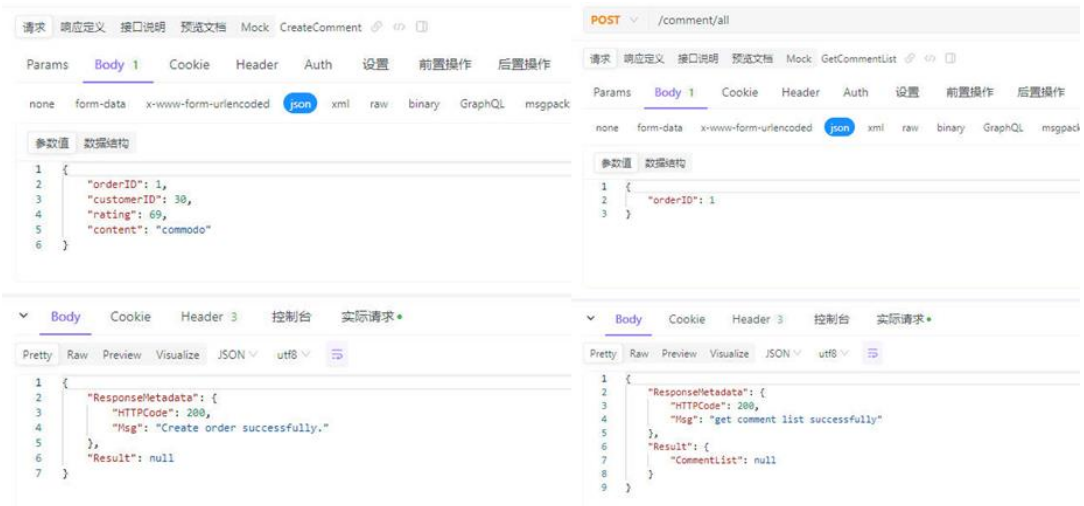 请求 响应定义 接口说明 预览文档 Mock CreateComment
Params Body 1 Cookie Header Auth 设置 前置操作 后置操作
none form-data x-www-form-urlencoded json xml raw binary GraphQL msgpack
参数值 数据结构
1 {
2 "orderID": 1,
3 "customerID": 30,
4 "rating": 69,
5 "content": "commodo"
6 }
Body Cookie Header 3 控制台 实际请求
Pretty Raw Preview Visualize JSON utf8
1 {
2 "ResponseMetadata": {
3 "HTTPCode": 200,
4 "Msg": "Create order successfully."
5 },
6 "Result": null
7 }
POST /comment/all
请求 响应定义 接口说明 预览文档 Mock GetCommentList
Params Body 1 Cookie Header Auth 设置 前置操作 后置操作
none form-data x-www-form-urlencoded json xml raw binary GraphQL msgpack
参数值 数据结构
1 {
2 "orderID": 1
3 }
Body Cookie Header 3 控制台 实际请求
Pretty Raw Preview Visualize JSON utf8
1 {
2 "ResponseMetadata": {
3 "HTTPCode": 200,
4 "Msg": "get comment list successfully"
5 },
6 "Result": {
7 "CommentList": null
8 }
9 }